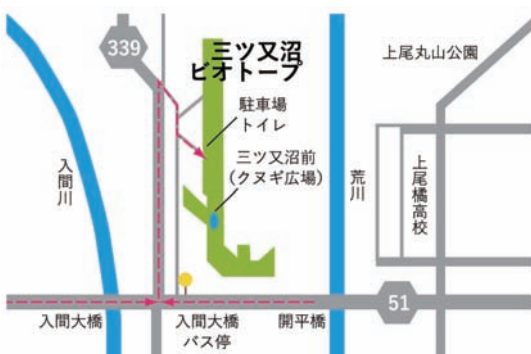 339
三ツ又沼
ビオトープ
上尾丸山公園
駐車場
トイレ
三ツ又沼前
(クヌギ広場)
入間川
荒川
上尾橘高校
51
入間大橋
入間大橋
バス停
開平橋